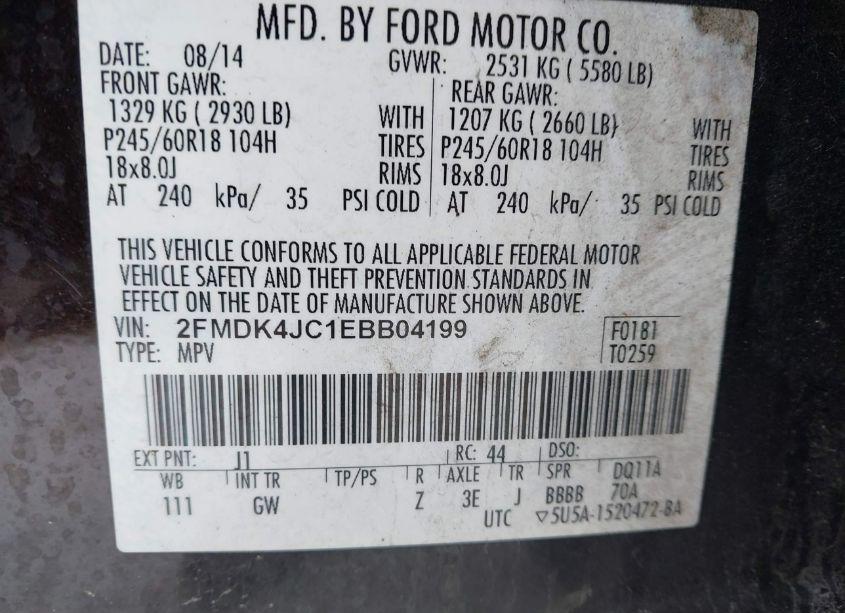 MFD. BY FORD MOTOR CO.
DATE: 08/14 GVWR: 2531 KG ( 5580 LB)
FRONT GAWR: REAR GAWR:
1329 KG ( 2930 LB) WITH 1207 KG ( 2660 LB) WITH
P245/60R18 104H TIRES P245/60R18 104H TIRES
18x8.0J RIMS 18x8.0J RIMS
AT 240 kPa/ 35 PSI COLD AT 240 kPa/ 35 PSI COLD
THIS VEHICLE CONFORMS TO ALL APPLICABLE FEDERAL MOTOR
VEHICLE SAFETY AND THEFT PREVENTION STANDARDS IN
EFFECT ON THE DATE OF MANUFACTURE SHOWN ABOVE.
VIN: 2FMDK4JC1EBB04199 F0181
TYPE: MPV T0259
EXT PNT: J1 RC: 44 DSO:
WB INT TR TP/PS R AXLE TR SPR DQ11A
111 GW Z 3E J BBBB 70A
UTC ▽5U5A-1520472-BA